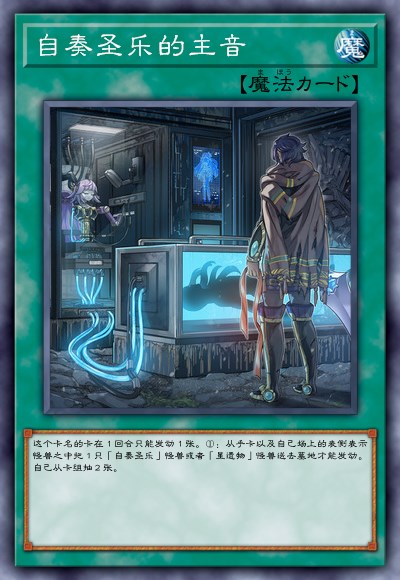 自奏圣乐的主音
魔
【魔法カード】
まほう
这个卡名的卡在1回合只能发动1张。①：从手卡以及自己场上的表侧表示
怪兽之中把1只「自奏圣乐」怪兽或者「星遗物」怪兽送去墓地才能发动。
自己从卡组抽2张。